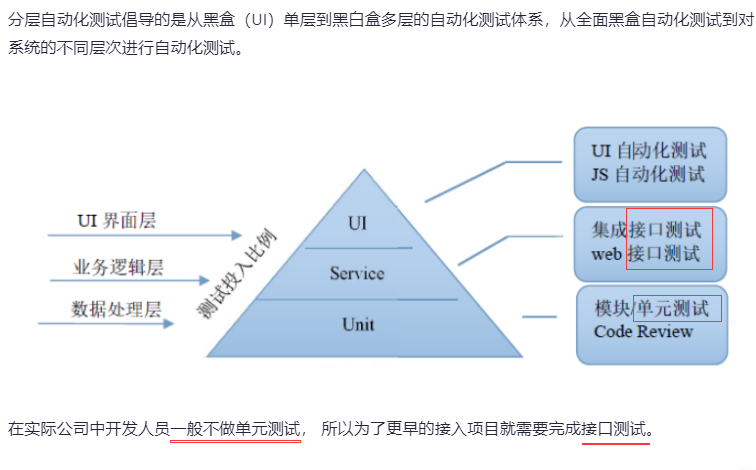 分层自动化测试倡导的是从黑盒（UI）单层到黑白盒多层的自动化测试体系，从全面黑盒自动化测试到对
系统的不同层次进行自动化测试。
UI 自动化测试
JS 自动化测试
UI 界面层
UI
集成接口测试
web 接口测试
业务逻辑层
测试投入比例
Service
数据处理层
Unit
模块/单元测试
Code Review
在实际公司中开发人员一般不做单元测试， 所以为了更早的接入项目就需要完成接口测试。